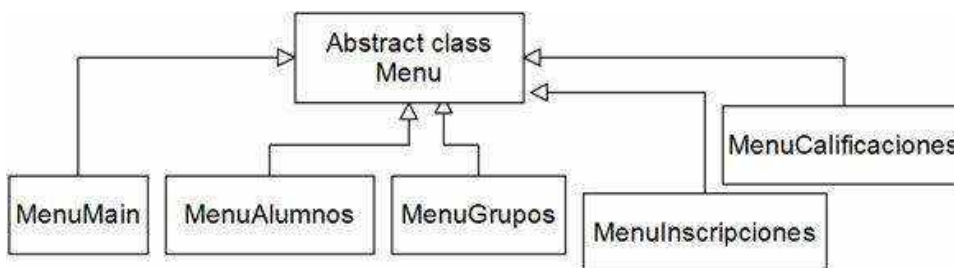 Abstract class
Menu
MenuCalificaciones
MenuMain
MenuAlumnos
MenuGrupos
MenuInscripciones